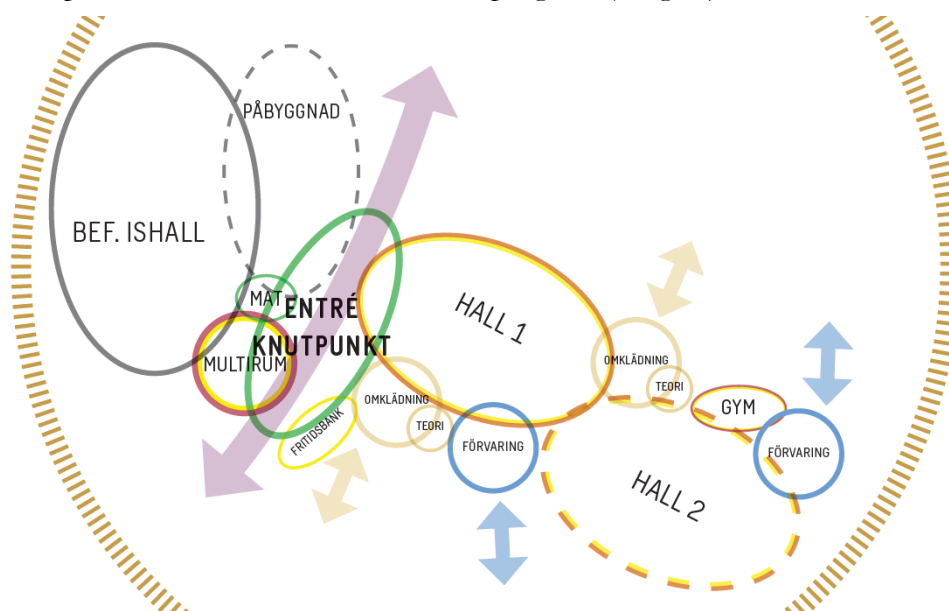 PÅBYGGNAD
BEF. ISHALL
MAT
ENTRÉ
KNUTPUNKT
MULTIRUM
HALL 1
OMKLÄDNING
TEORI
FRITIDSBANK
OMKLÄDNING
TEORI
FÖRVARING
GYM
FÖRVARING
HALL 2